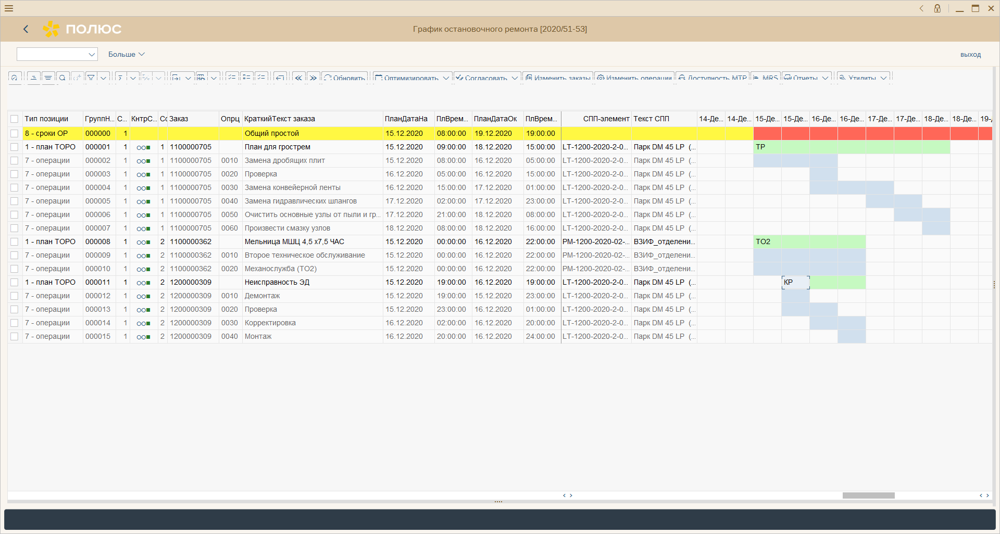 ПОЛЮС
График остановочного ремонта [2020/51-53]
Больше
выход
Обновить Оптимизировать Согласовать Изменить заказы Изменить операции Доступность МТР MRS Отчеты Утилиты
Тип позиции ГруппН... С... КнтрС... Сс Заказ Опрц КраткийТекст заказа ПланДатаНа ПлВрем... ПланДатаОк ПлВрем... СПП-элемент Текст СПП 14-Де... 14-Де... 15-Де... 15-Де... 16-Де... 16-Де... 17-Де... 17-Де... 18-Де... 18-Де... 19-
8 - сроки ОР 000000 1 Общий простой 15.12.2020 08:00:00 19.12.2020 19:00:00
1 - план ТОРО 000001 1 1 1100000705 План для грострем 15.12.2020 09:00:00 18.12.2020 15:00:00 LT-1200-2020-2-0... Парк DM 45 LP (... ТР
7 - операции 000002 1 1 1100000705 0010 Замена дробящих плит 15.12.2020 08:00:00 16.12.2020 05:00:00 LT-1200-2020-2-0... Парк DM 45 LP (...
7 - операции 000003 1 1 1100000705 0020 Проверка 16.12.2020 05:00:00 16.12.2020 15:00:00 LT-1200-2020-2-0... Парк DM 45 LP (...
7 - операции 000004 1 1 1100000705 0030 Замена конвейерной ленты 16.12.2020 15:00:00 17.12.2020 01:00:00 LT-1200-2020-2-0... Парк DM 45 LP (...
7 - операции 000005 1 1 1100000705 0040 Замена гидравлических шлангов 17.12.2020 02:00:00 17.12.2020 23:00:00 LT-1200-2020-2-0... Парк DM 45 LP (...
7 - операции 000006 1 1 1100000705 0050 Очистить основные узлы от пыли и гр... 17.12.2020 21:00:00 18.12.2020 08:00:00 LT-1200-2020-2-0... Парк DM 45 LP (...
7 - операции 000007 1 1 1100000705 0060 Произвести смазку узлов 18.12.2020 08:00:00 18.12.2020 16:00:00 LT-1200-2020-2-0... Парк DM 45 LP (...
1 - план ТОРО 000008 1 2 1100000362 Мельница МШЦ 4,5 х7,5 ЧАС 15.12.2020 00:00:00 16.12.2020 22:00:00 PM-1200-2020-02-... ВЗИФ_отделени... ТО2
7 - операции 000009 1 2 1100000362 0010 Второе техническое обслуживание 15.12.2020 00:00:00 16.12.2020 22:00:00 PM-1200-2020-02-... ВЗИФ_отделени...
7 - операции 000010 1 2 1100000362 0020 Механослужба (ТО2) 15.12.2020 00:00:00 16.12.2020 22:00:00 PM-1200-2020-02-... ВЗИФ_отделени...
1 - план ТОРО 000011 1 2 1200000309 Неисправность ЭД 15.12.2020 19:00:00 16.12.2020 19:00:00 LT-1200-2020-2-0... Парк DM 45 LP (... КР
7 - операции 000012 1 2 1200000309 0010 Демонтаж 15.12.2020 19:00:00 15.12.2020 23:00:00 LT-1200-2020-2-0... Парк DM 45 LP (...
7 - операции 000013 1 2 1200000309 0020 Проверка 15.12.2020 23:00:00 16.12.2020 01:00:00 LT-1200-2020-2-0... Парк DM 45 LP (...
7 - операции 000014 1 2 1200000309 0030 Корректировка 16.12.2020 02:00:00 16.12.2020 20:00:00 LT-1200-2020-2-0... Парк DM 45 LP (...
7 - операции 000015 1 2 1200000309 0040 Монтаж 16.12.2020 20:00:00 16.12.2020 24:00:00 LT-1200-2020-2-0... Парк DM 45 LP (...